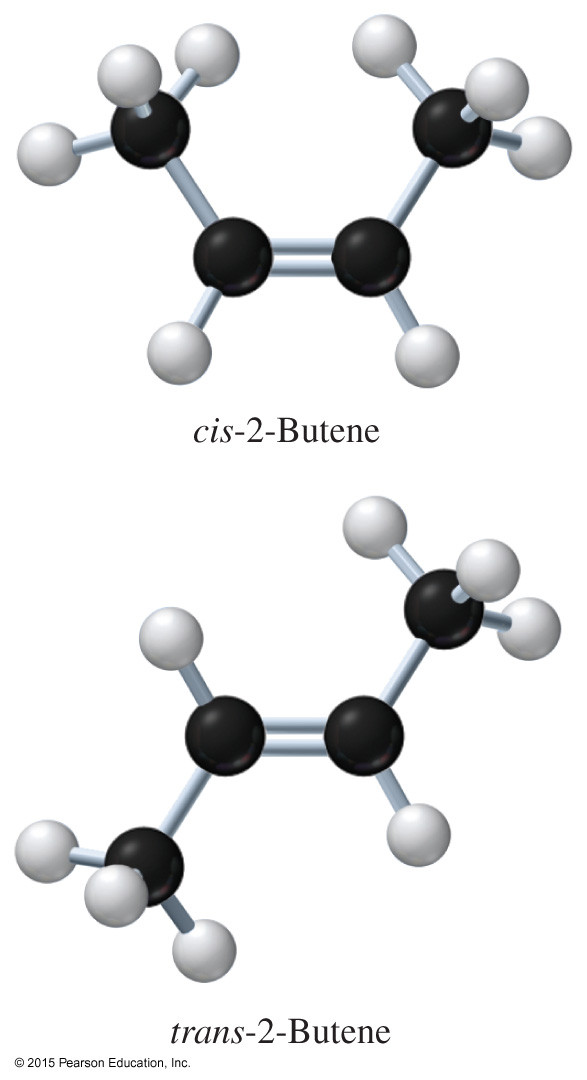 cis-2-Butene
trans-2-Butene
© 2015 Pearson Education, Inc.